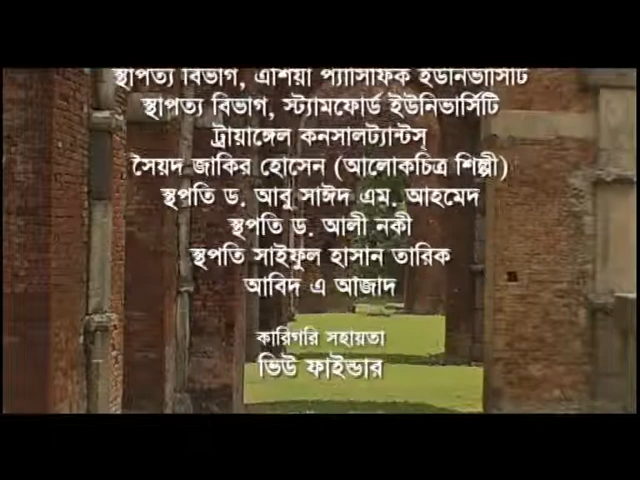 স্থাপত্য বিভাগ, এশিয়া প্যাসিফিক ইউনিভার্সিটি
স্থাপত্য বিভাগ, স্ট্যামফোর্ড ইউনিভার্সিটি
ট্রায়াঙ্গেল কনসালট্যান্টস্
সৈয়দ জাকির হোসেন (আলোকচিত্র শিল্পী)
স্থপতি ড. আবু সাঈদ এম. আহমেদ
স্থপতি ড. আলী নকী
স্থপতি সাইফুল হাসান তারিক
আবিদ এ আজাদ
কারিগরি সহায়তা
ভিউ ফাইন্ডার